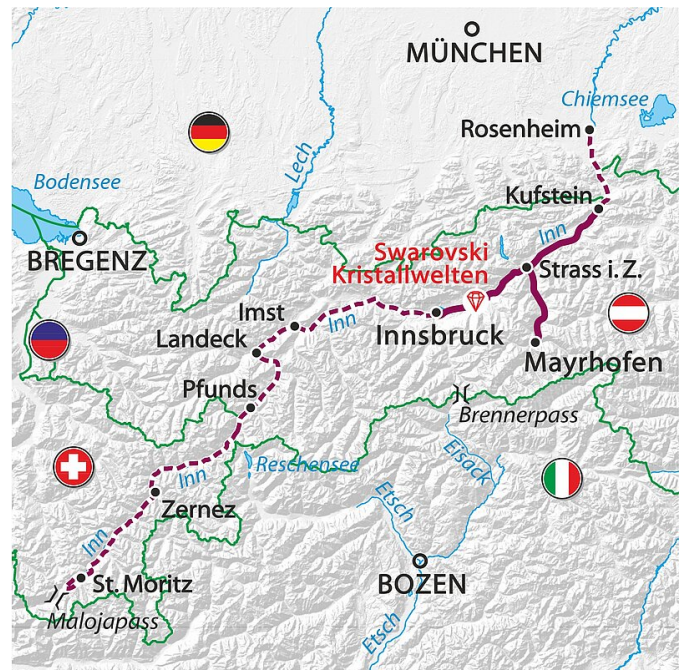 MÜNCHEN
Chiemsee
Rosenheim
Lech
Bodensee
Kufstein
BREGENZ
Inn
Swarovski
Kristallwelten
Strass i. Z.
Imst
Inn
Landeck
Innsbruck
Mayrhofen
Pfunds
Brennerpass
Reschensee
Eisack
Inn
Etsch
Zernez
Inn
BOZEN
St. Moritz
Malojapass
Etsch